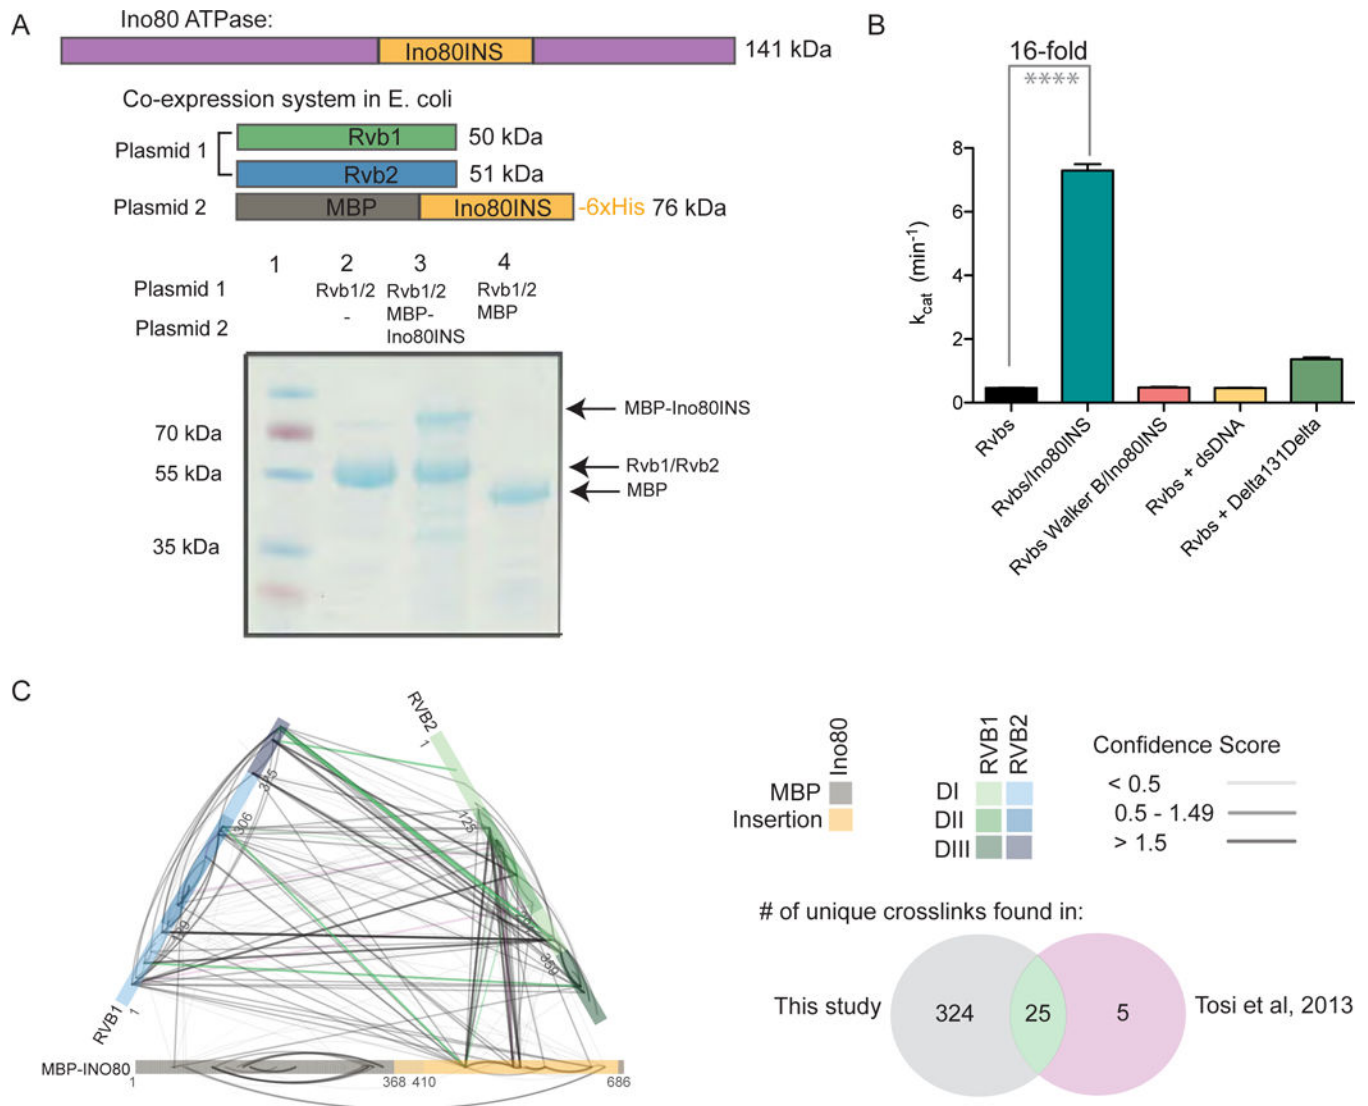 A
Ino80 ATPase:
Ino80INS
141 kDa
Co-expression system in E. coli
Plasmid 1
Rvb1
50 kDa
Rvb2
51 kDa
Plasmid 2
MBP
Ino80INS
-6xHis
76 kDa
1
2
3
4
Plasmid 1
Rvb1/2
Rvb1/2
Rvb1/2
Plasmid 2
-
MBP-
Ino80INS
MBP
70 kDa
55 kDa
35 kDa
MBP-Ino80INS
Rvb1/Rvb2
MBP
B
16-fold
****
8
6
4
2
0
kcat (min-1)
Rvbs
Rvbs/Ino80INS
Rvbs Walker B/Ino80INS
Rvbs + dsDNA
Rvbs + Delta131Delta
C
RVB2
1
125
359
306
129
RVB1
1
MBP-INO80
1
368
410
686
Ino80
MBP
Insertion
RVB1
RVB2
DI
DII
DIII
Confidence Score
< 0.5
0.5 - 1.49
> 1.5
# of unique crosslinks found in:
This study
324
25
5
Tosi et al, 2013